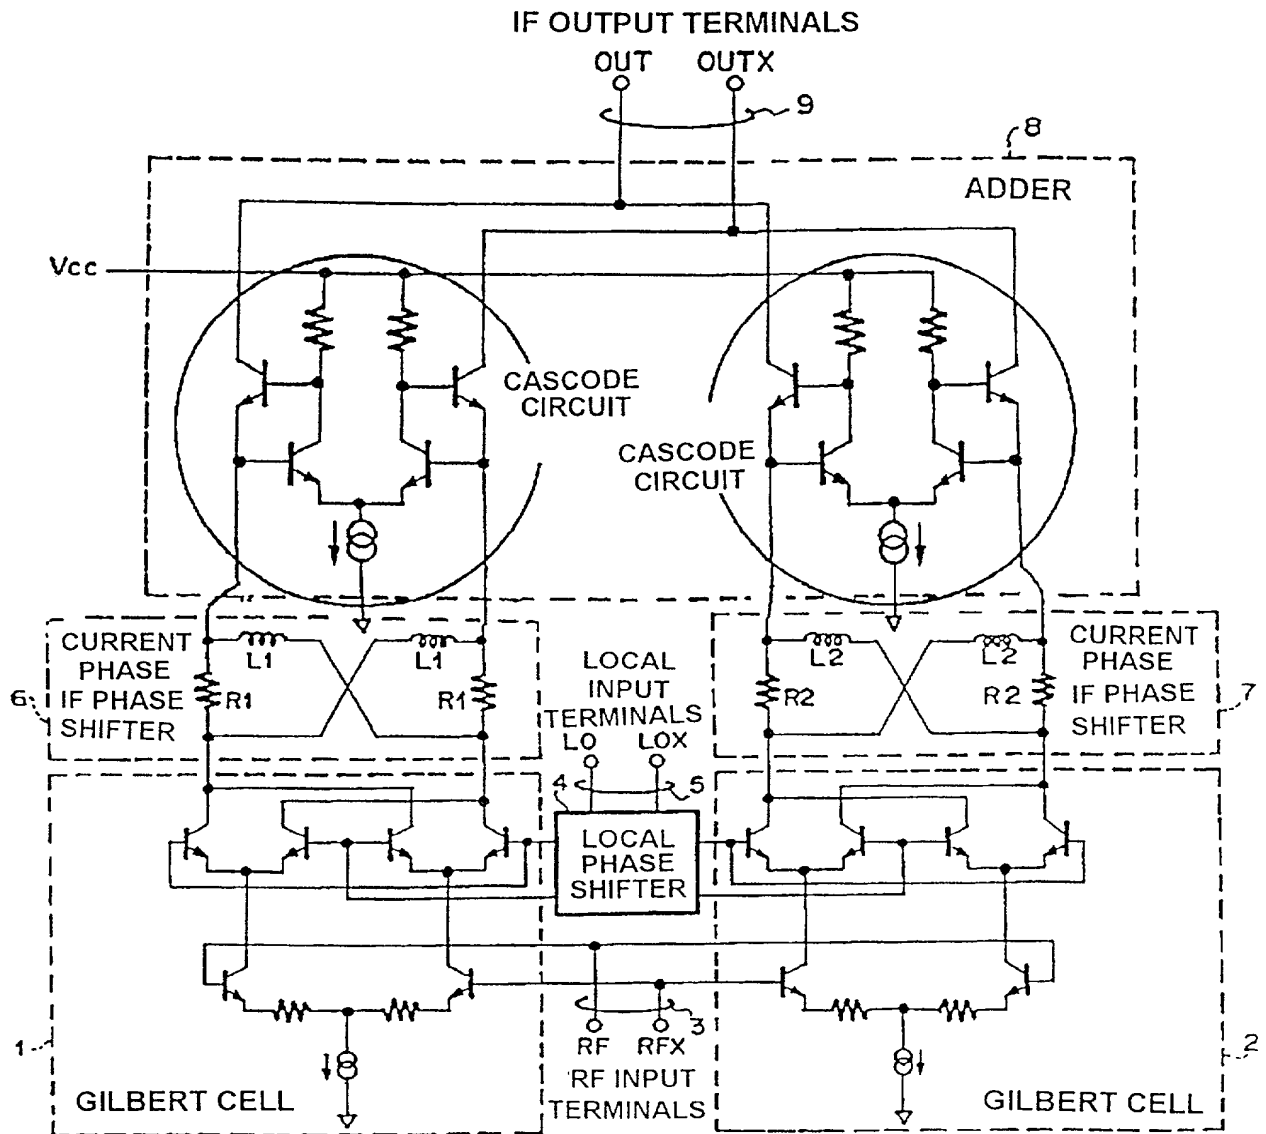 IF OUTPUT TERMINALS
OUT OUTX
9
8
ADDER
Vcc
CASCODE
CIRCUIT
CASCODE
CIRCUIT
CURRENT
PHASE
IF PHASE
SHIFTER
6
L1
L1
R1
R1
LOCAL
INPUT
TERMINALS
LO LOX
L2
L2
R2
R2
CURRENT
PHASE
IF PHASE
SHIFTER
7
4
5
LOCAL
PHASE
SHIFTER
3
RF RFX
RF INPUT
TERMINALS
1
GILBERT CELL
2
GILBERT CELL